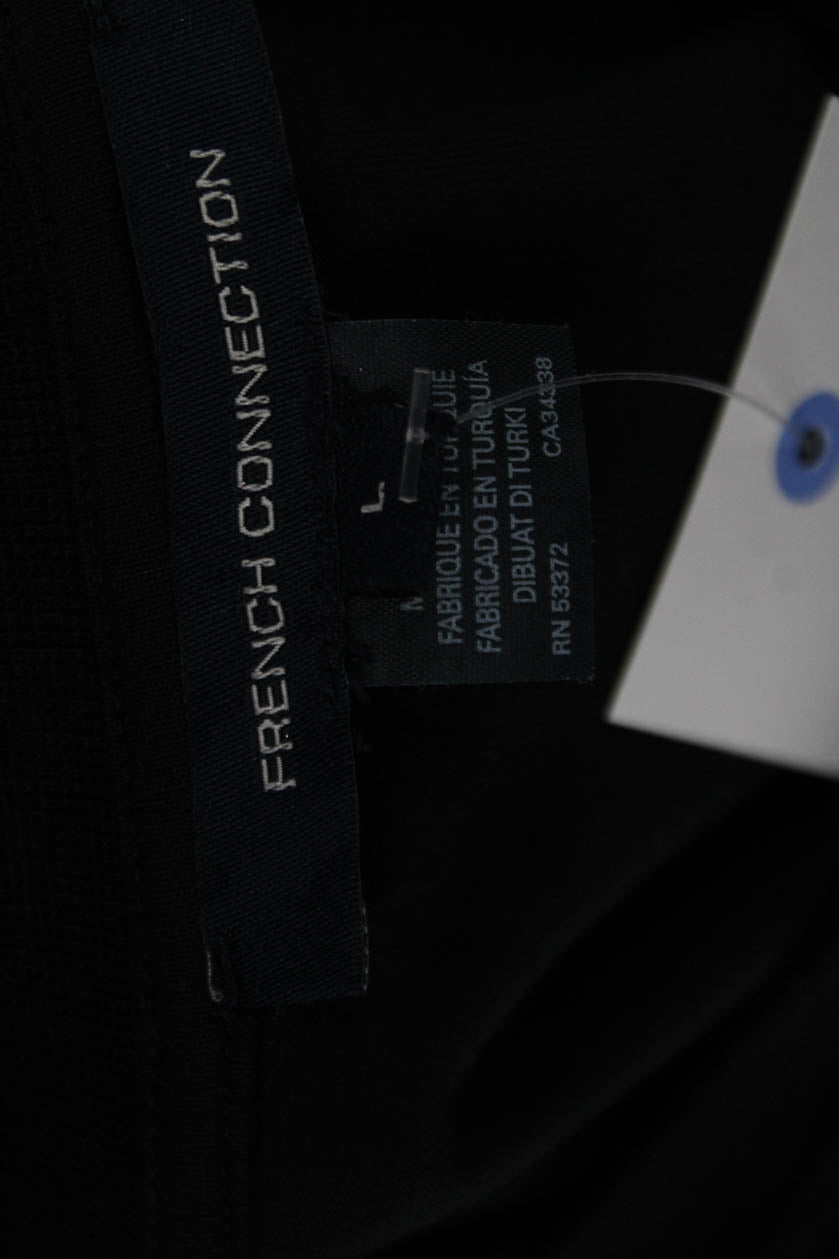 FRENCH CONNECTION
L
FABRIQUE EN TURQUIE
FABRICADO EN TURQUÍA
DIBUAT DI TURKI
RN 53372 CA34338